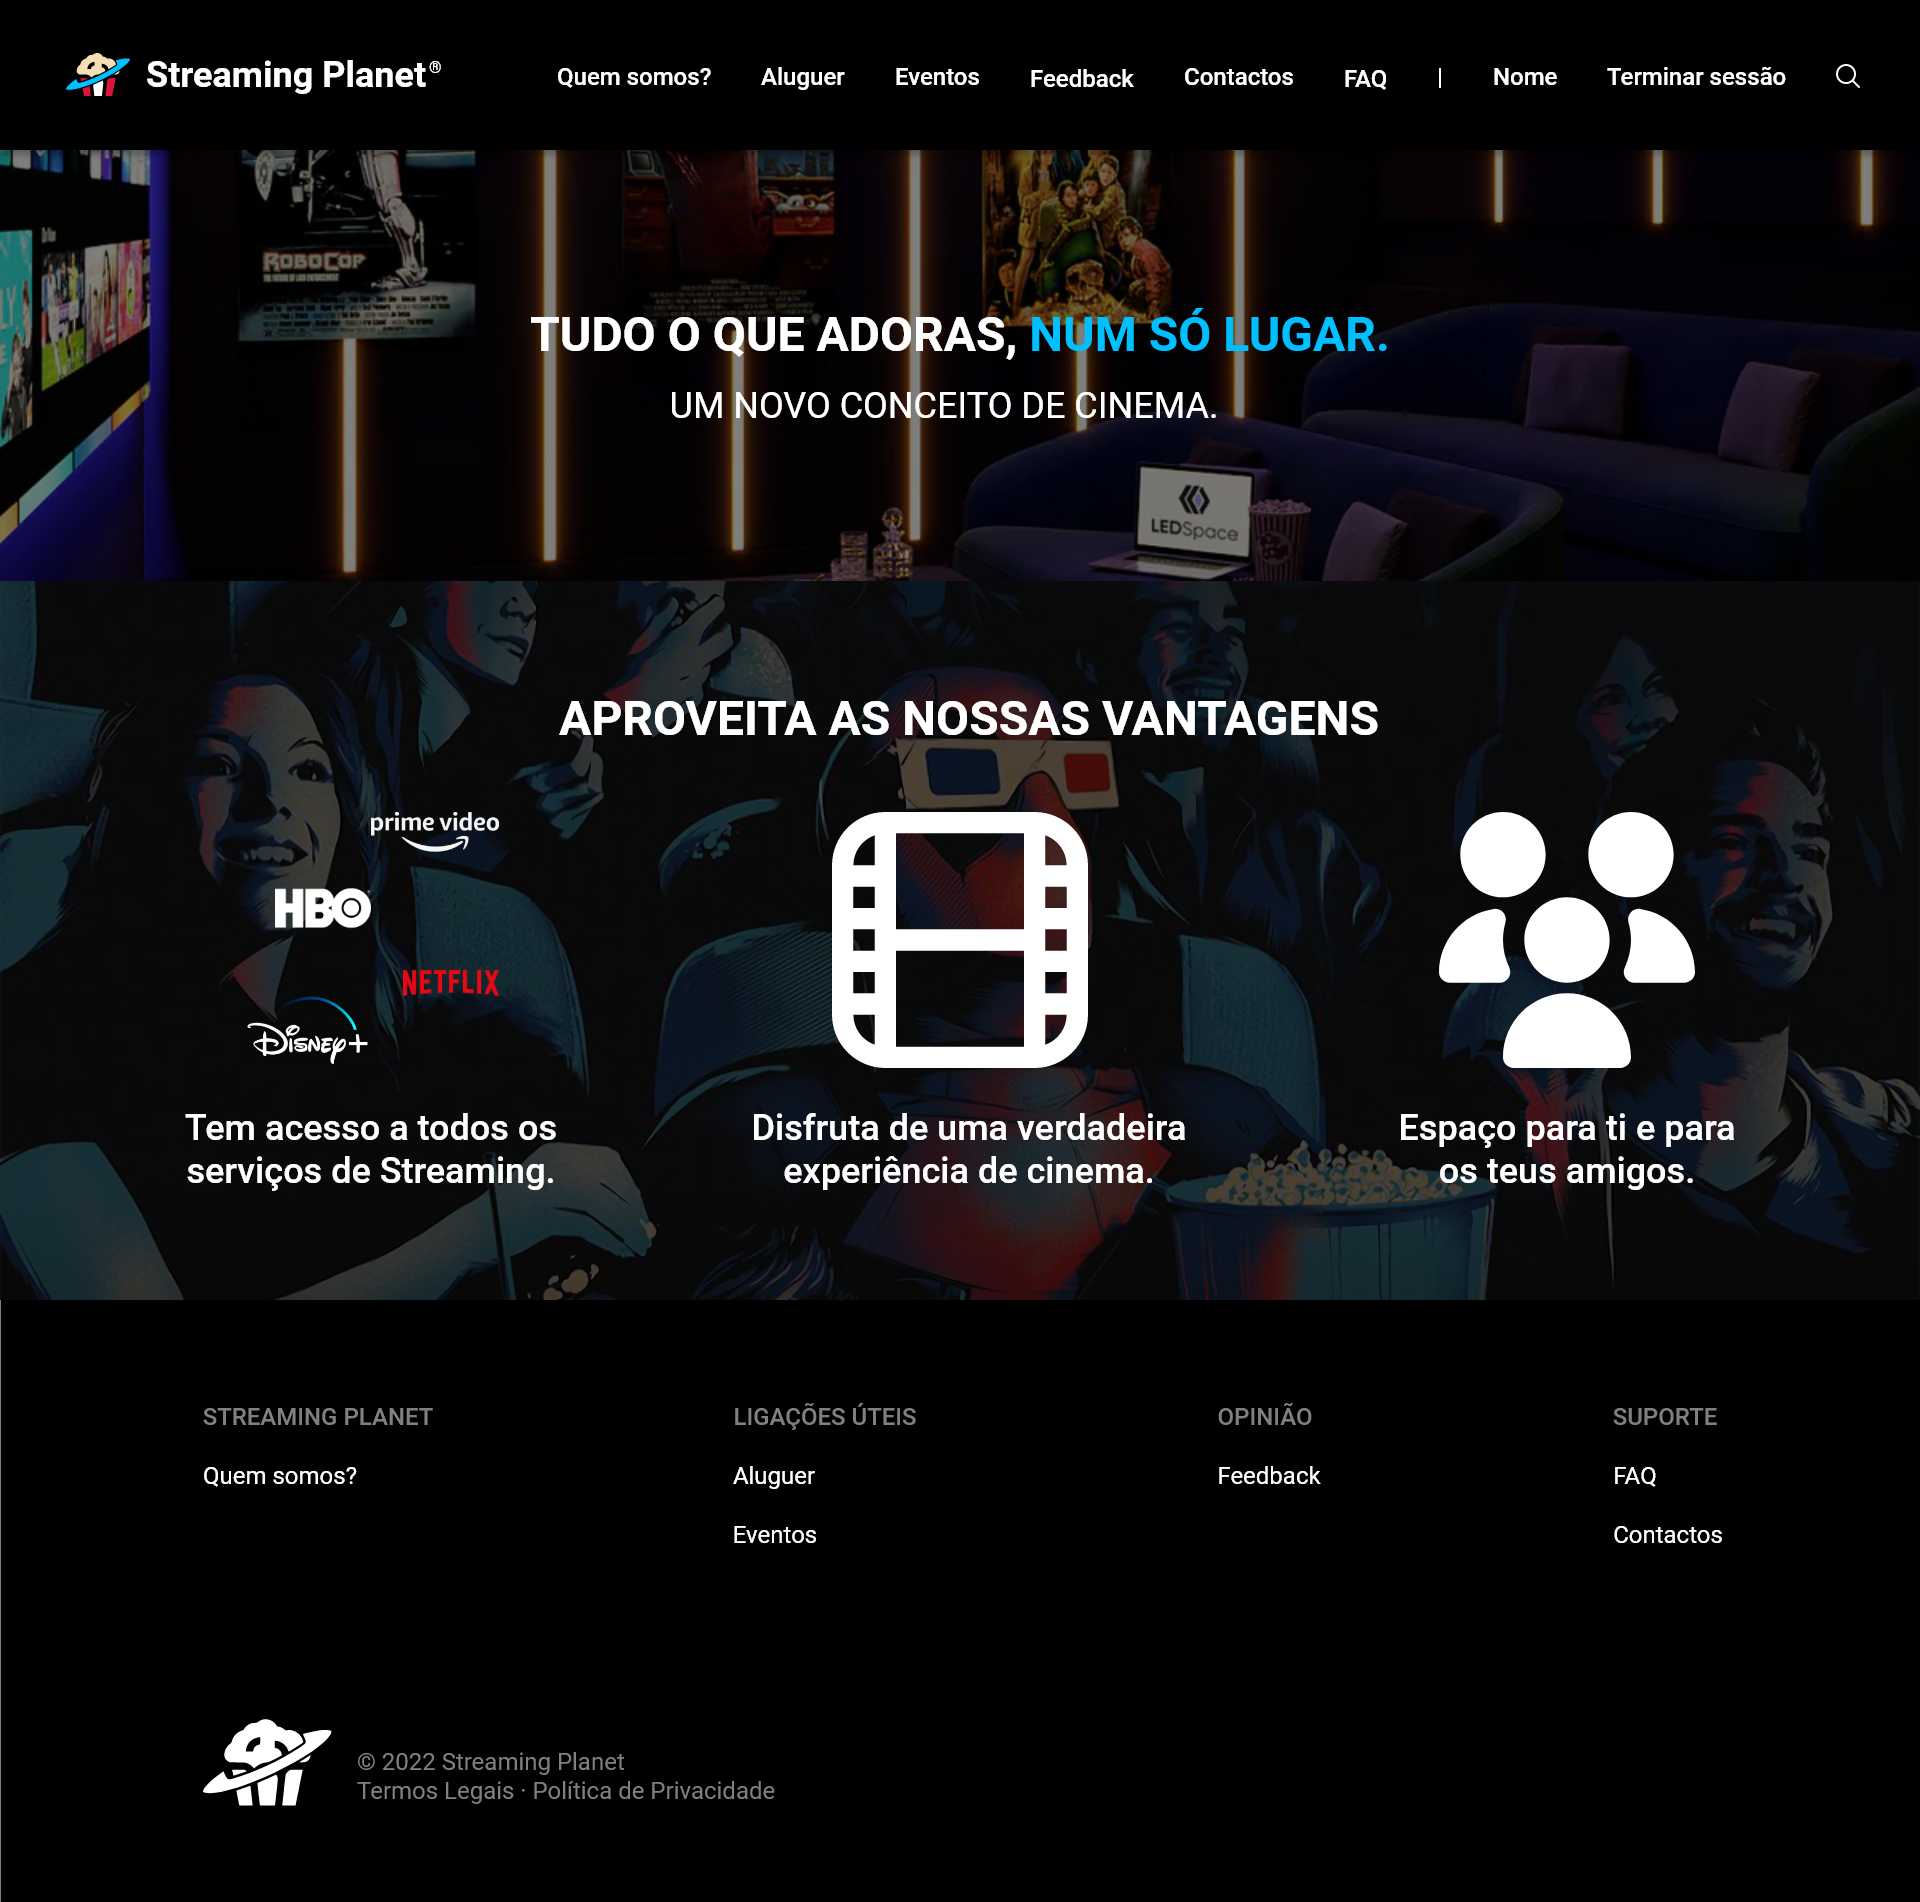 Streaming Planet®
Quem somos? Aluguer Eventos Feedback Contactos FAQ | Nome Terminar sessão
ROBOCOP
TUDO O QUE ADORAS, NUM SÓ LUGAR.
UM NOVO CONCEITO DE CINEMA.
LEDSpace
APROVEITA AS NOSSAS VANTAGENS
prime video
HBO
NETFLIX
Disney+
Tem acesso a todos os
serviços de Streaming.
Disfruta de uma verdadeira
experiência de cinema.
Espaço para ti e para
os teus amigos.
STREAMING PLANET
Quem somos?
LIGAÇÕES ÚTEIS
Aluguer
Eventos
OPINIÃO
Feedback
SUPORTE
FAQ
Contactos
© 2022 Streaming Planet
Termos Legais · Política de Privacidade